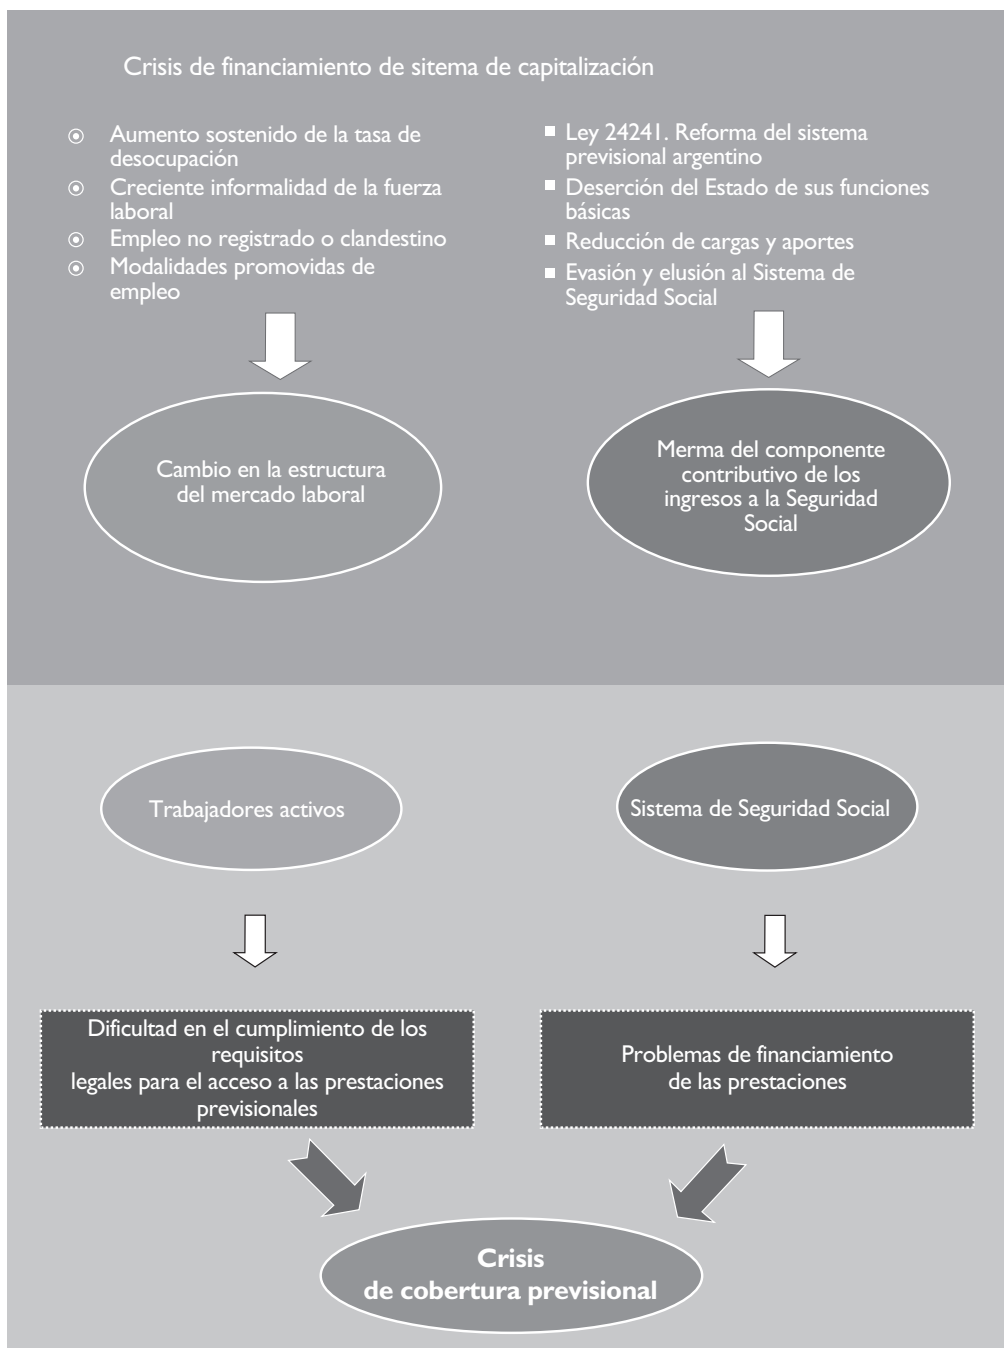 Crisis de financiamiento de sitema de capitalización
Aumento sostenido de la tasa de
desocupación
Creciente informalidad de la fuerza
laboral
Empleo no registrado o clandestino
Modalidades promovidas de
empleo
Ley 24241. Reforma del sistema
previsional argentino
Deserción del Estado de sus funciones
básicas
Reducción de cargas y aportes
Evasión y elusión al Sistema de
Seguridad Social
Cambio en la estructura
del mercado laboral
Merma del componente
contributivo de los
ingresos a la Seguridad
Social
Trabajadores activos
Sistema de Seguridad Social
Dificultad en el cumplimiento de los
requisitos
legales para el acceso a las prestaciones
previsionales
Problemas de financiamiento
de las prestaciones
Crisis
de cobertura previsional